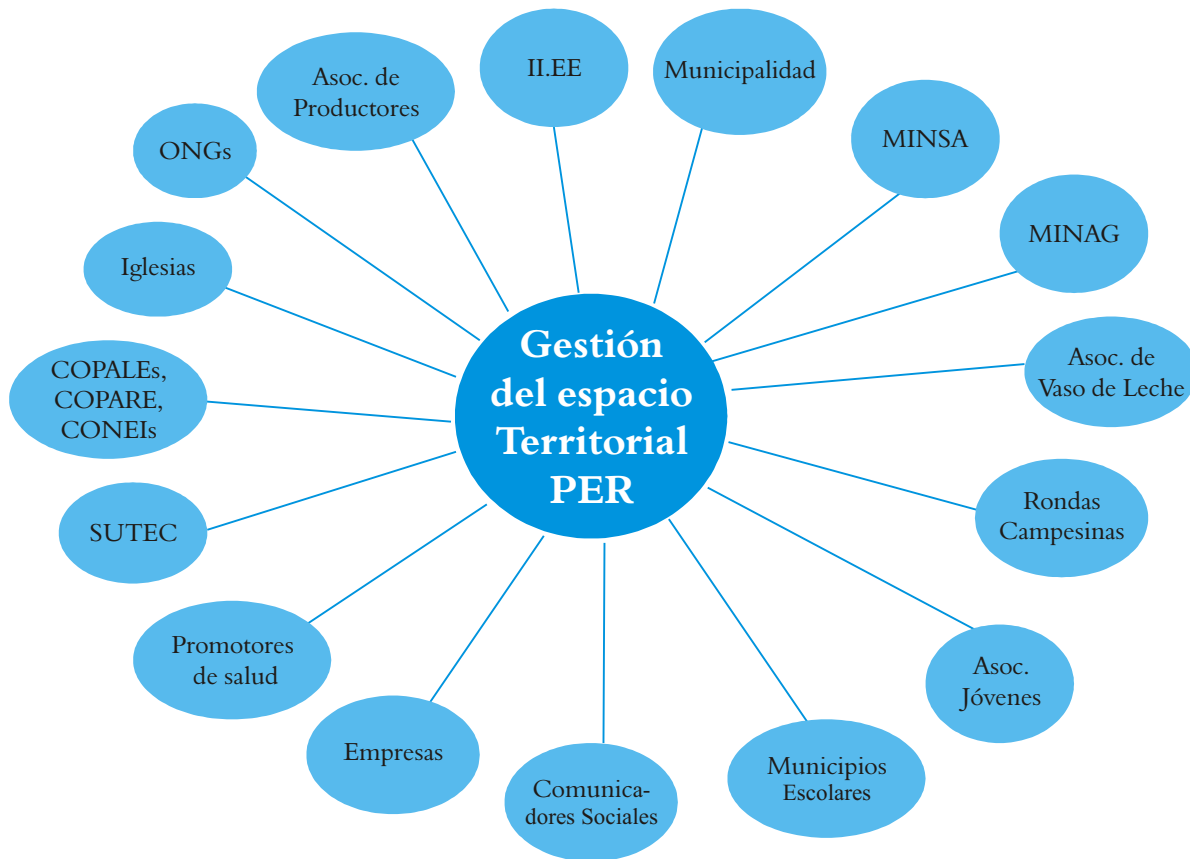 Gestión
del espacio
Territorial
PER
II.EE
Municipalidad
MINSA
MINAG
Asoc. de
Vaso de Leche
Rondas
Campesinas
Asoc.
Jóvenes
Municipios
Escolares
Comunica-
dores Sociales
Empresas
Promotores
de salud
SUTEC
COPALEs,
COPARE,
CONEIs
Iglesias
ONGs
Asoc. de
Productores